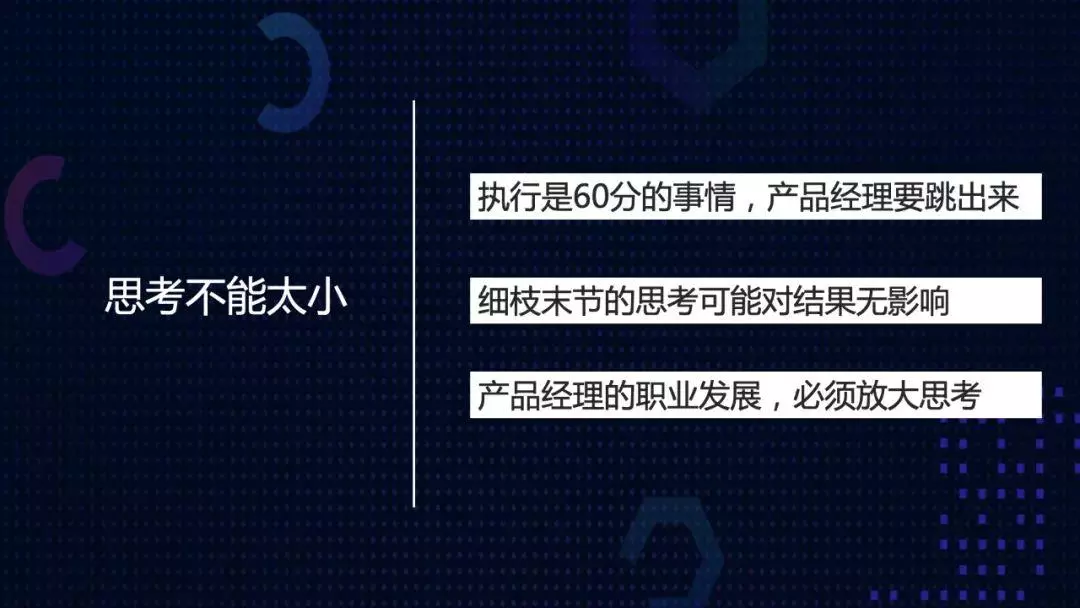 思考不能太小
执行是60分的事情，产品经理要跳出来
细枝末节的思考可能对结果无影响
产品经理的职业发展，必须放大思考